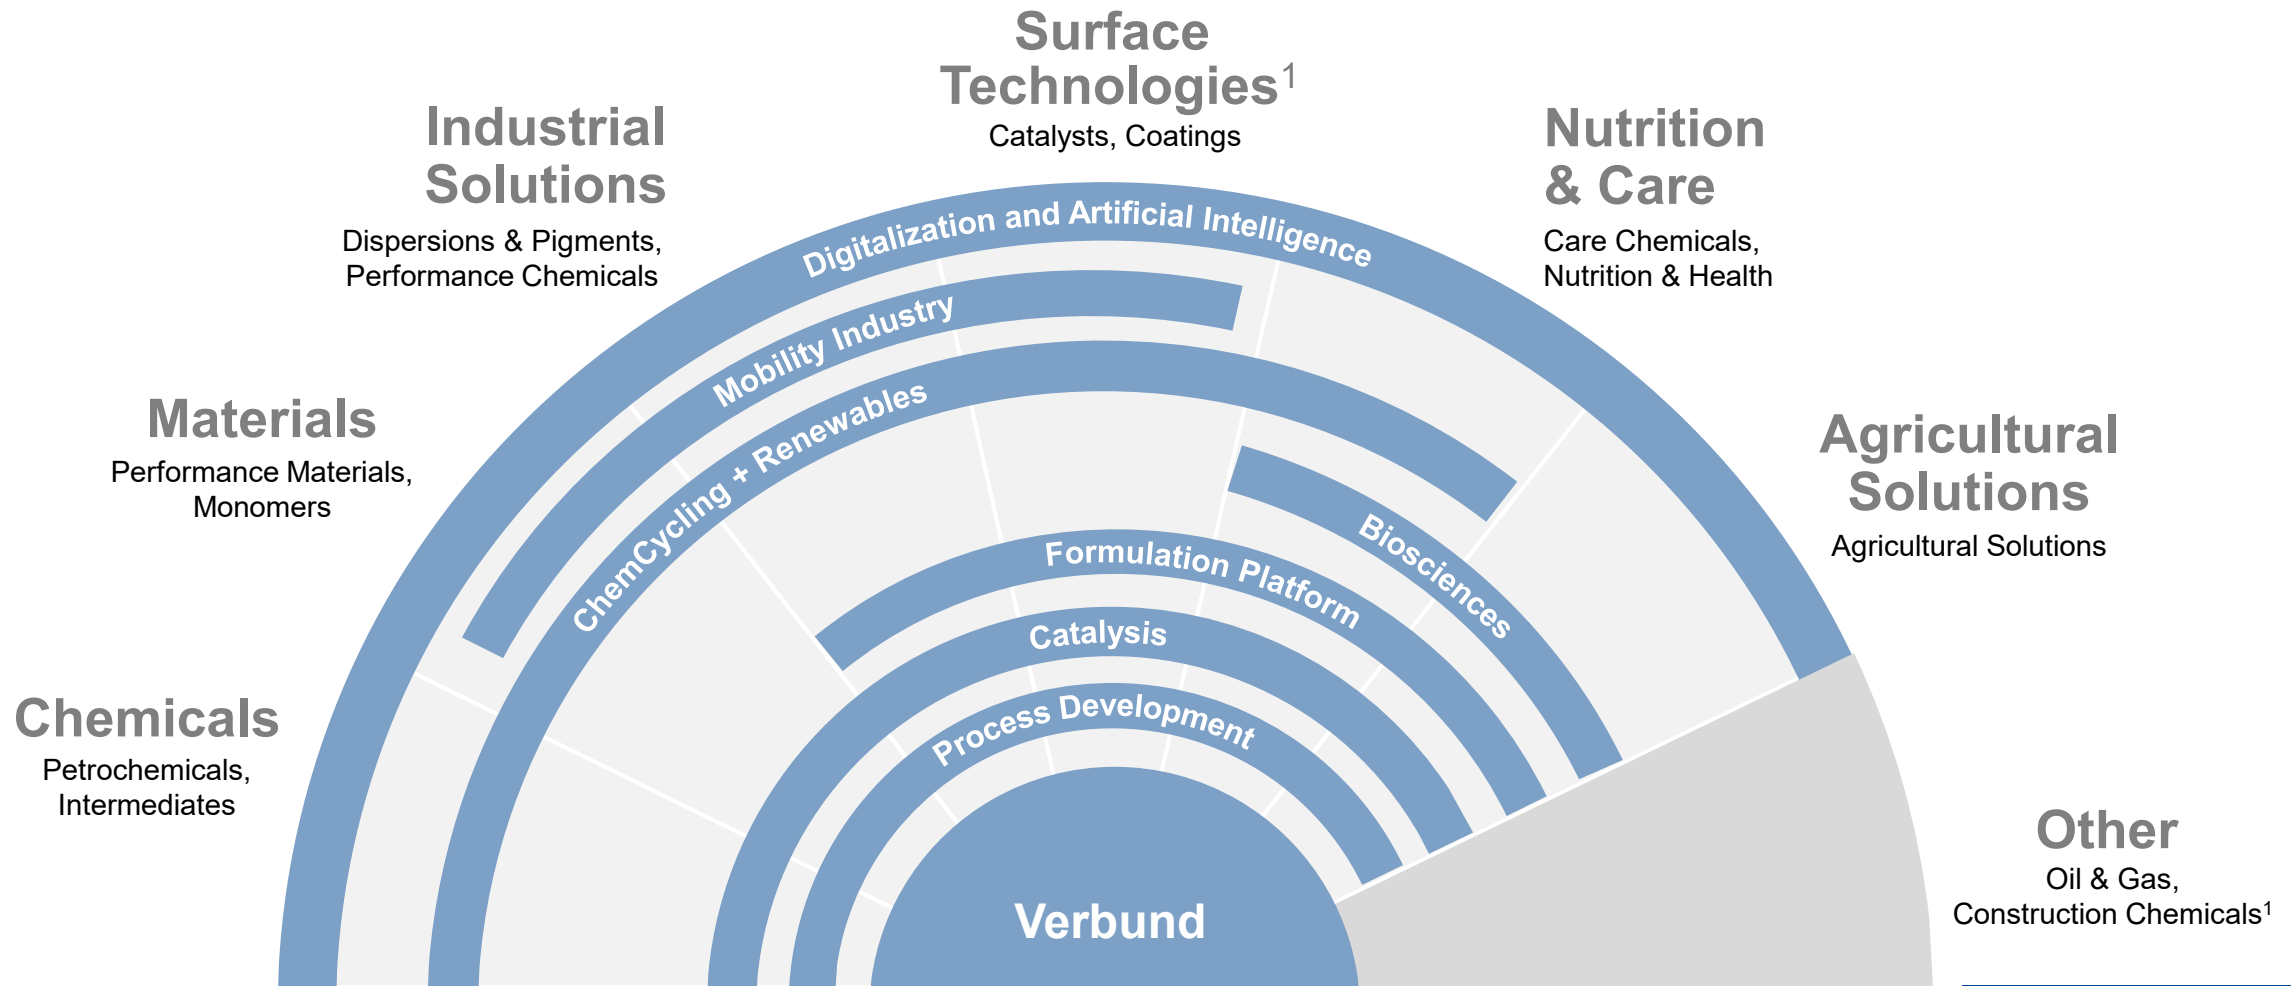 Surface
Technologies¹
Catalysts, Coatings
Industrial
Solutions
Dispersions & Pigments,
Performance Chemicals
Nutrition
& Care
Care Chemicals,
Nutrition & Health
Materials
Performance Materials,
Monomers
Agricultural
Solutions
Agricultural Solutions
Chemicals
Petrochemicals,
Intermediates
Other
Oil & Gas,
Construction Chemicals¹
Digitalization and Artificial Intelligence
Mobility Industry
ChemCycling + Renewables
Biosciences
Formulation Platform
Catalysis
Process Development
Verbund